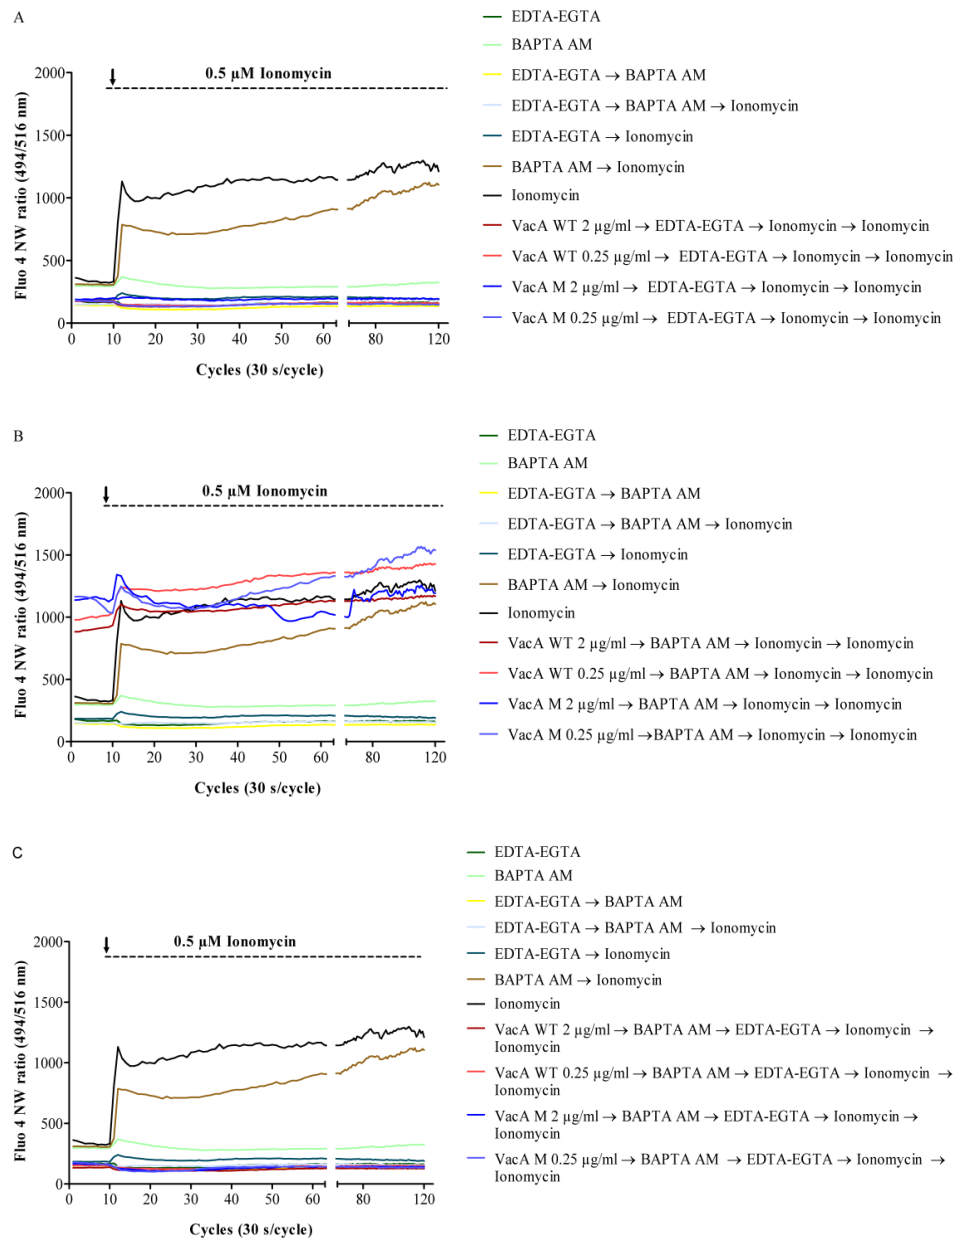 A
EDTA-EGTA
BAPTA AM
EDTA-EGTA → BAPTA AM
EDTA-EGTA → BAPTA AM → Ionomycin
EDTA-EGTA → Ionomycin
BAPTA AM → Ionomycin
Ionomycin
VacA WT 2 µg/ml → EDTA-EGTA → Ionomycin → Ionomycin
VacA WT 0.25 µg/ml → EDTA-EGTA → Ionomycin → Ionomycin
VacA M 2 µg/ml → EDTA-EGTA → Ionomycin → Ionomycin
VacA M 0.25 µg/ml → EDTA-EGTA → Ionomycin → Ionomycin
0.5 µM Ionomycin
Fluo 4 NW ratio (494/516 nm)
2000
1500
1000
500
0
0 10 20 30 40 50 60 80 120
Cycles (30 s/cycle)
B
EDTA-EGTA
BAPTA AM
EDTA-EGTA → BAPTA AM
EDTA-EGTA → BAPTA AM → Ionomycin
EDTA-EGTA → Ionomycin
BAPTA AM → Ionomycin
Ionomycin
VacA WT 2 µg/ml → BAPTA AM → Ionomycin → Ionomycin
VacA WT 0.25 µg/ml → BAPTA AM → Ionomycin → Ionomycin
VacA M 2 µg/ml → BAPTA AM → Ionomycin → Ionomycin
VacA M 0.25 µg/ml →BAPTA AM → Ionomycin → Ionomycin
0.5 µM Ionomycin
Fluo 4 NW ratio (494/516 nm)
2000
1500
1000
500
0
0 10 20 30 40 50 60 80 120
Cycles (30 s/cycle)
C
EDTA-EGTA
BAPTA AM
EDTA-EGTA → BAPTA AM
EDTA-EGTA → BAPTA AM → Ionomycin
EDTA-EGTA → Ionomycin
BAPTA AM → Ionomycin
Ionomycin
VacA WT 2 µg/ml → BAPTA AM → EDTA-EGTA → Ionomycin →
Ionomycin
VacA WT 0.25 µg/ml → BAPTA AM → EDTA-EGTA → Ionomycin →
Ionomycin
VacA M 2 µg/ml → BAPTA AM → EDTA-EGTA → Ionomycin →
Ionomycin
VacA M 0.25 µg/ml → BAPTA AM → EDTA-EGTA → Ionomycin →
Ionomycin
0.5 µM Ionomycin
Fluo 4 NW ratio (494/516 nm)
2000
1500
1000
500
0
0 10 20 30 40 50 60 80 120
Cycles (30 s/cycle)